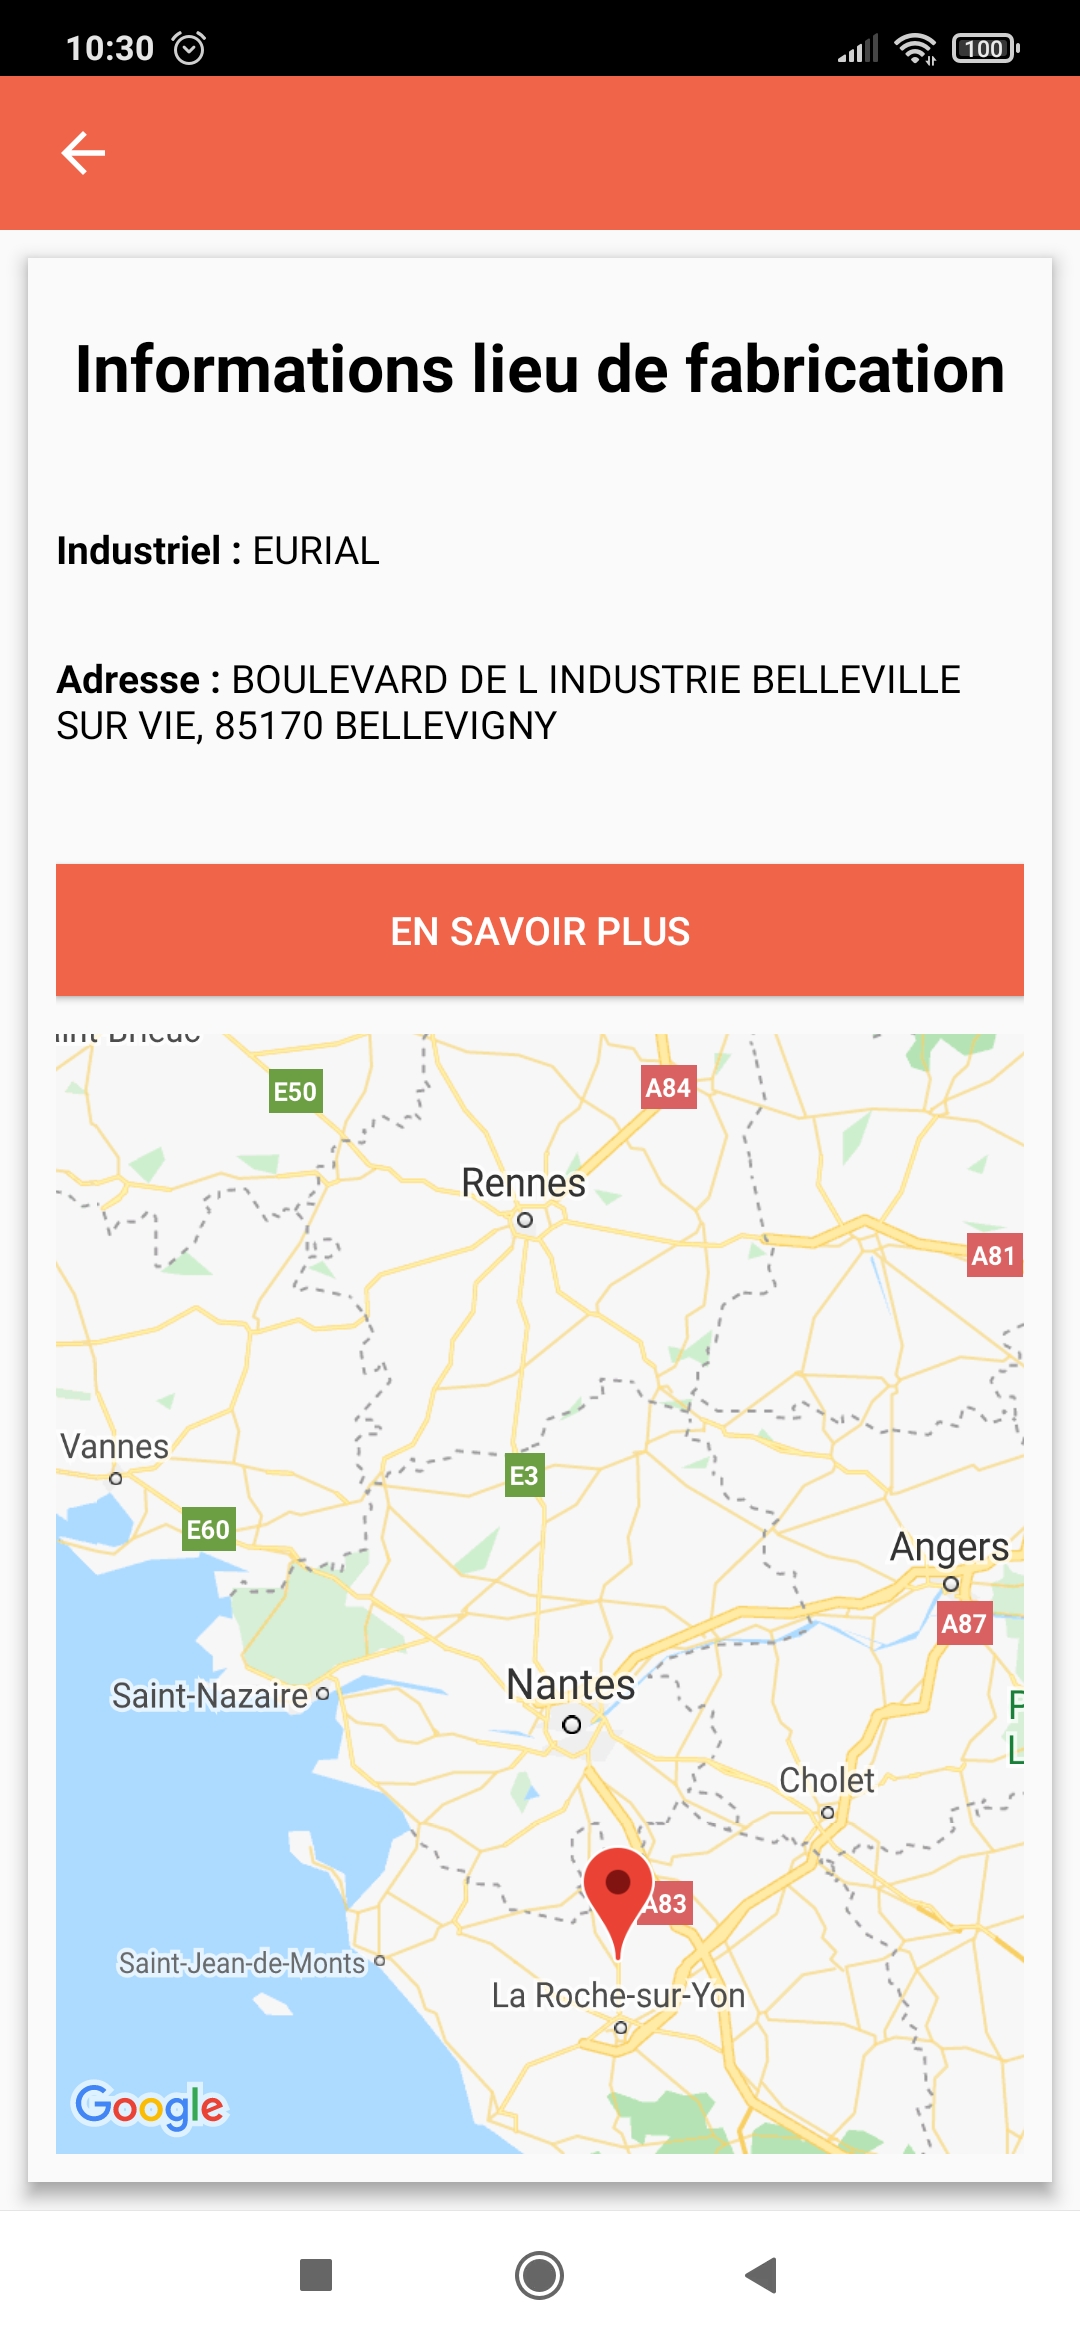 10:30
100
Informations lieu de fabrication
Industriel : EURIAL
Adresse : BOULEVARD DE L INDUSTRIE BELLEVILLE
SUR VIE, 85170 BELLEVIGNY
EN SAVOIR PLUS
E50
A84
Rennes
A81
Vannes
E3
E60
Angers
A87
Nantes
Saint-Nazaire
P
L
Cholet
A83
Saint-Jean-de-Monts
La Roche-sur-Yon
Google